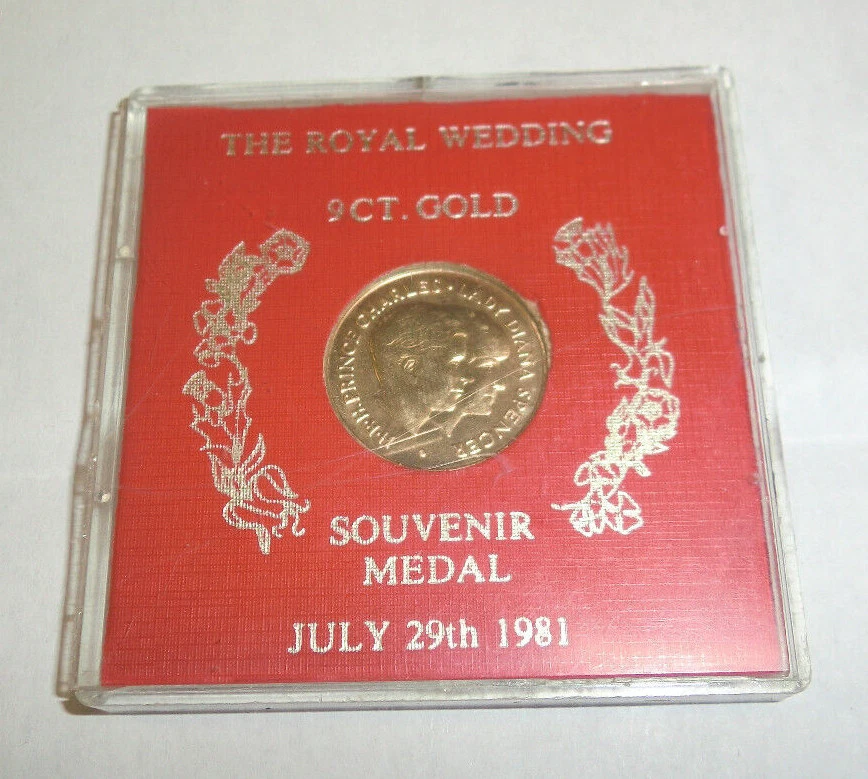 THE ROYAL WEDDING
9CT. GOLD
H.R.H. PRINCE CHARLES · LADY DIANA SPENCER
SOUVENIR
MEDAL
JULY 29th 1981